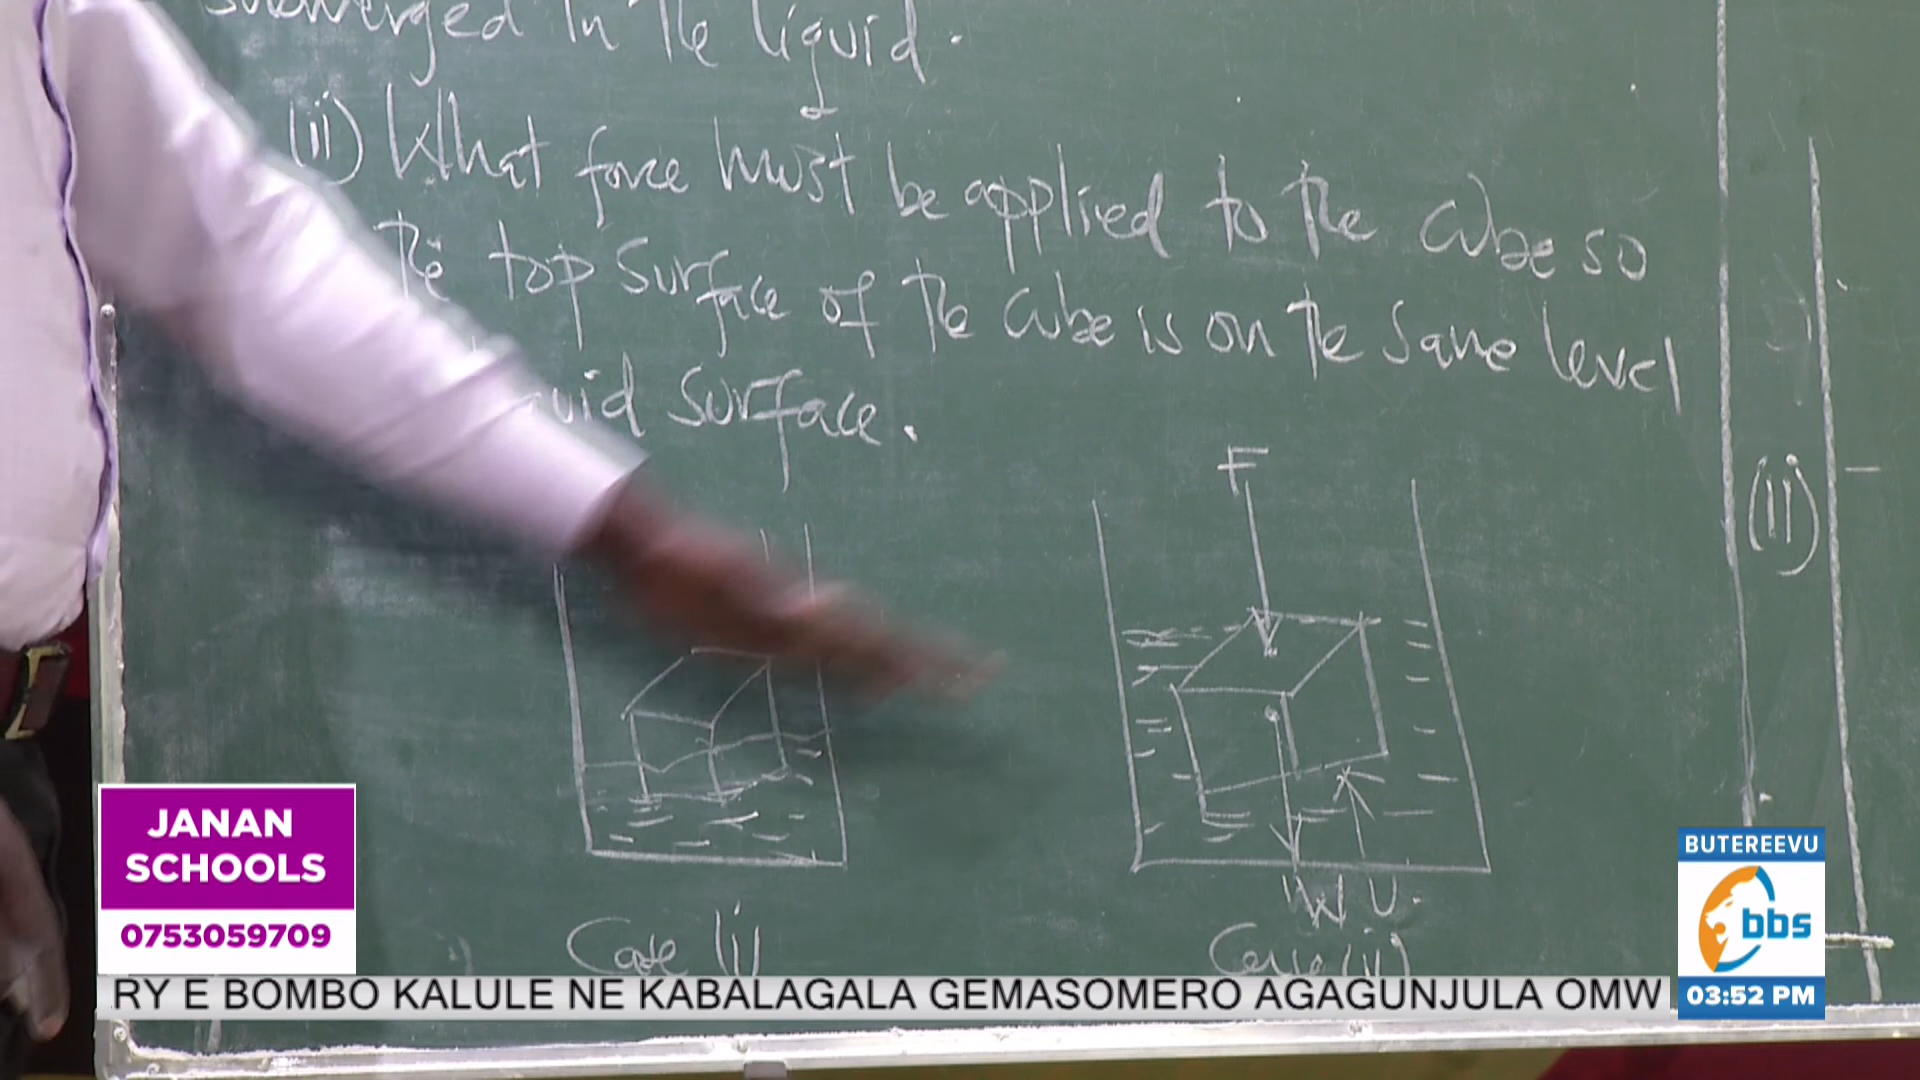 submerged in the liquid.
(ii) What force must be applied to the cube so
the top surface of the cube is on the same level
surface.
F
(ii)
W U.
Case (i)
Case (ii)
JANAN
SCHOOLS
0753059709
BUTEREEVU
bbs
03:52 PM
RY E BOMBO KALULE NE KABALAGALA GEMASOMERO AGAGUNJULA OMW